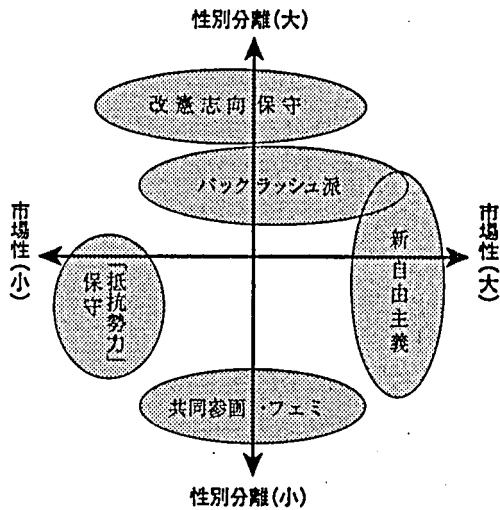 性別分離(大)
改憲志向保守
バックラッシュ派
市場性(小)
市場性(大)
新自由主義
「抵抗勢力」
保守
共同参画・フェミ
性別分離(小)